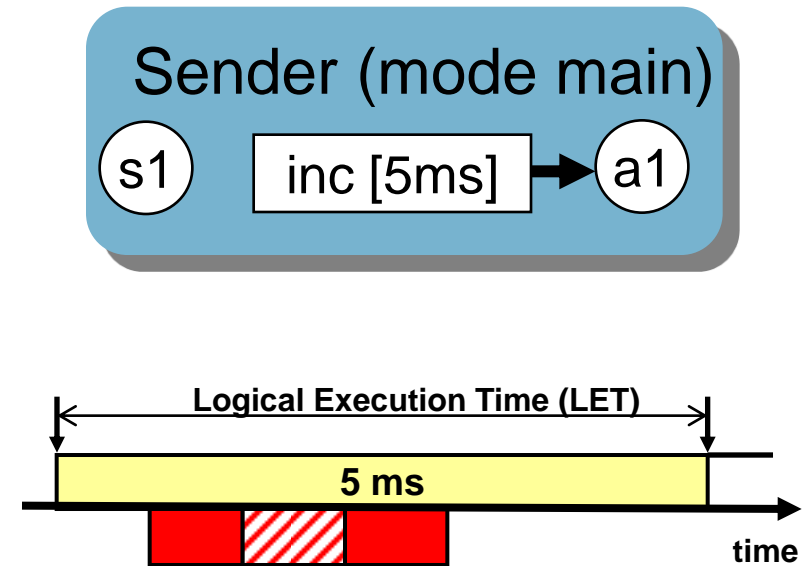 Sender (mode main)
s1 inc [5ms] a1
Logical Execution Time (LET)
5 ms
time